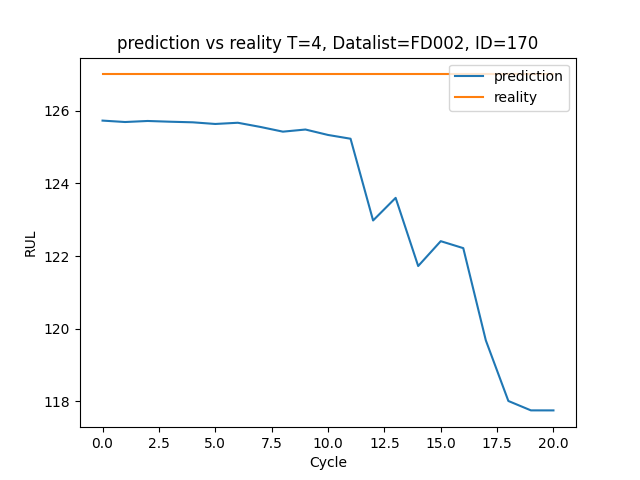 prediction vs reality T=4, Datalist=FD002, ID=170
prediction
reality
126
124
122
120
118
RUL
0.0 2.5 5.0 7.5 10.0 12.5 15.0 17.5 20.0
Cycle